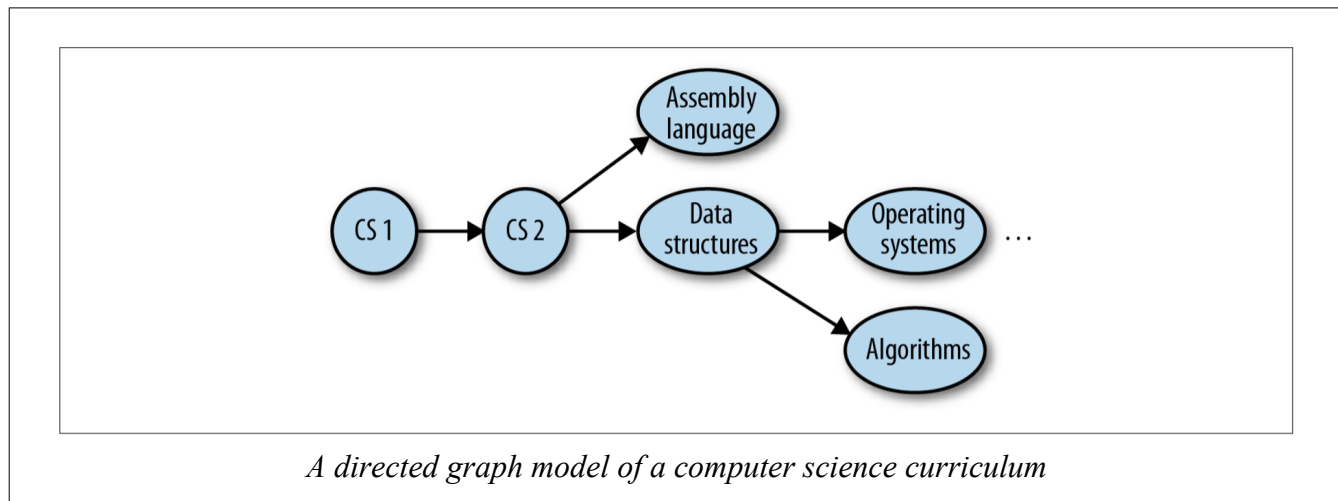 Assembly
language
CS 1
CS 2
Data
structures
Operating
systems
...
Algorithms
A directed graph model of a computer science curriculum